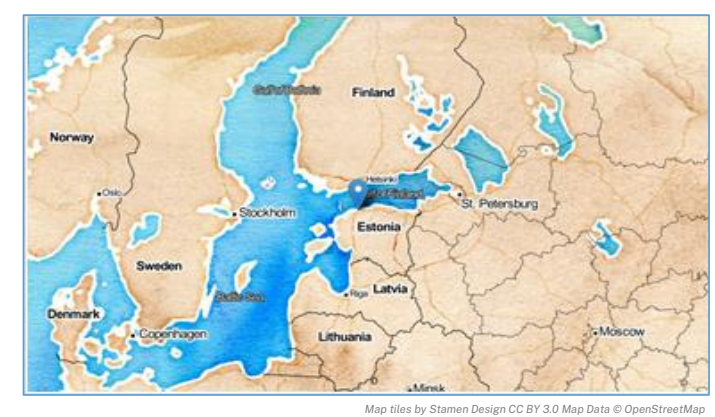 Gulf of Bothnia
Finland
Norway
Helsinki
Oslo
of Finland
St. Petersburg
Stockholm
Estonia
Sweden
Riga
Latvia
Baltic Sea
Denmark
Copenhagen
Moscow
Lithuania
Minsk
Map tiles by Stamen Design CC BY 3.0 Map Data © OpenStreetMap